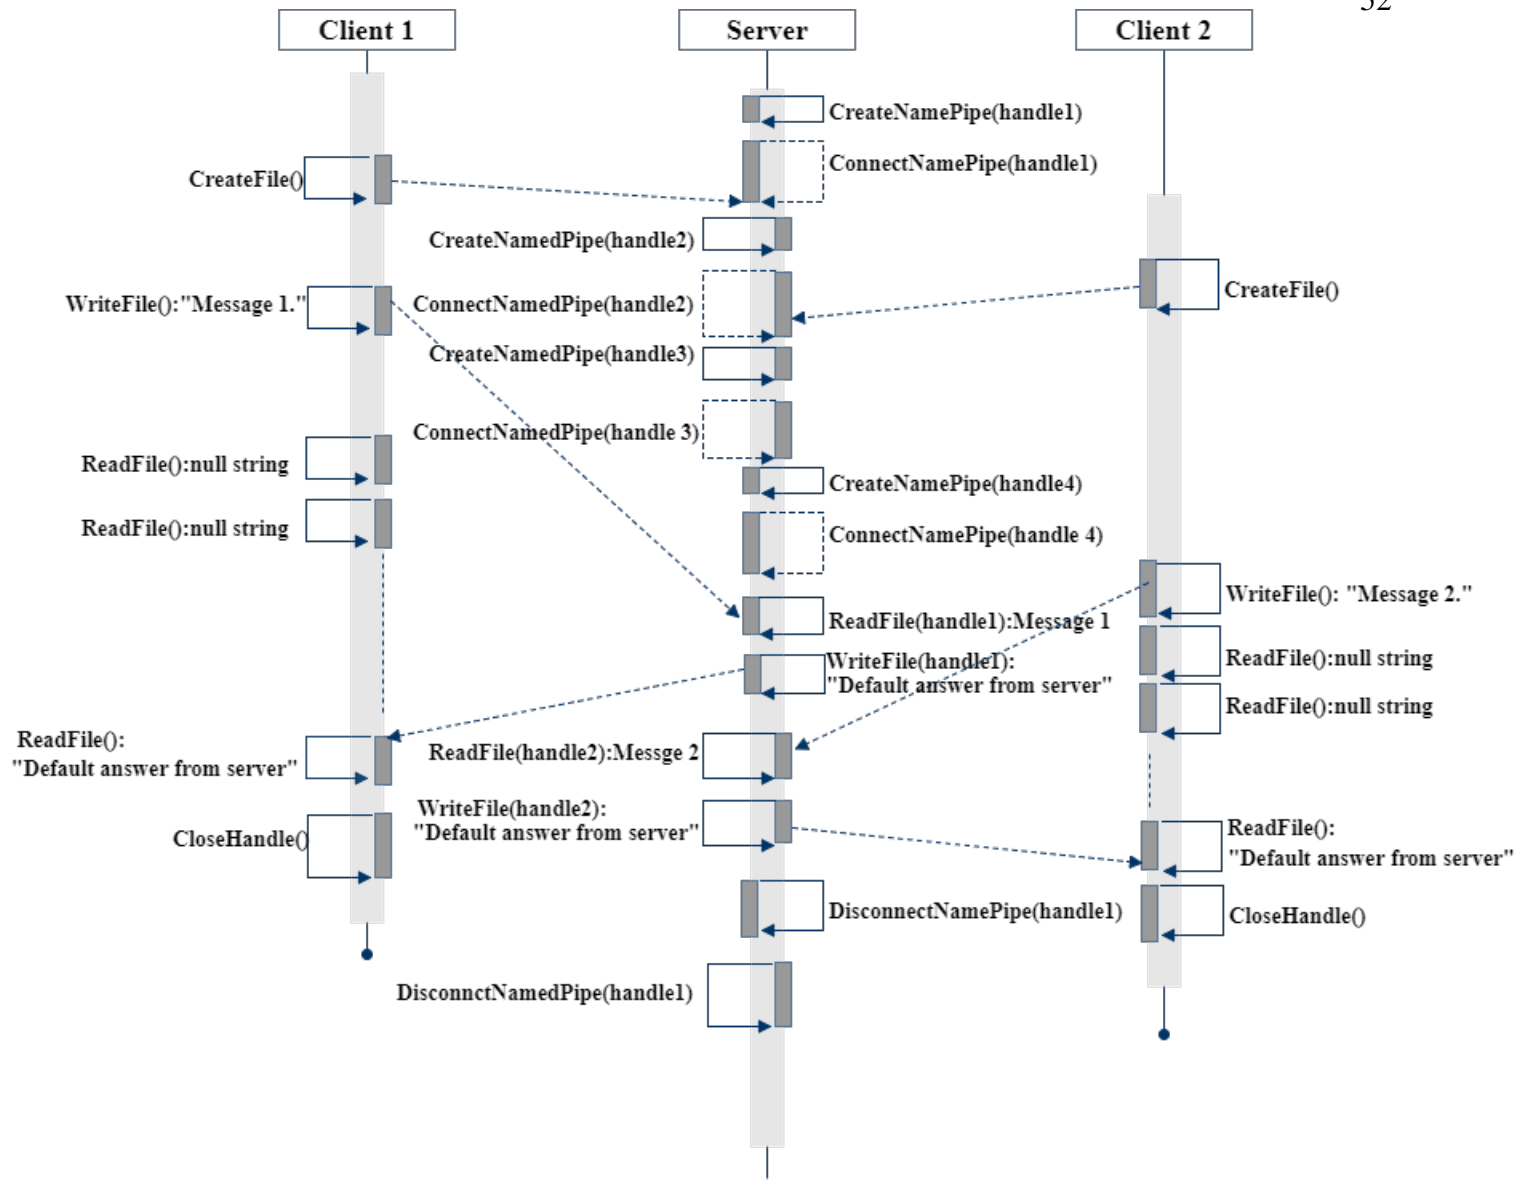 52
Client 1
Server
Client 2
CreateNamePipe(handle1)
ConnectNamePipe(handle1)
CreateFile()
CreateNamedPipe(handle2)
CreateFile()
WriteFile():"Message 1."
ConnectNamedPipe(handle2)
CreateNamedPipe(handle3)
ConnectNamedPipe(handle 3)
ReadFile():null string
CreateNamePipe(handle4)
ReadFile():null string
ConnectNamePipe(handle 4)
WriteFile(): "Message 2."
ReadFile(handle1):Message 1
ReadFile():null string
WriteFile(handle1):
"Default answer from server"
ReadFile():null string
ReadFile():
"Default answer from server"
ReadFile(handle2):Messge 2
WriteFile(handle2):
"Default answer from server"
CloseHandle()
ReadFile():
"Default answer from server"
DisconnectNamePipe(handle1)
CloseHandle()
DisconnctNamedPipe(handle1)